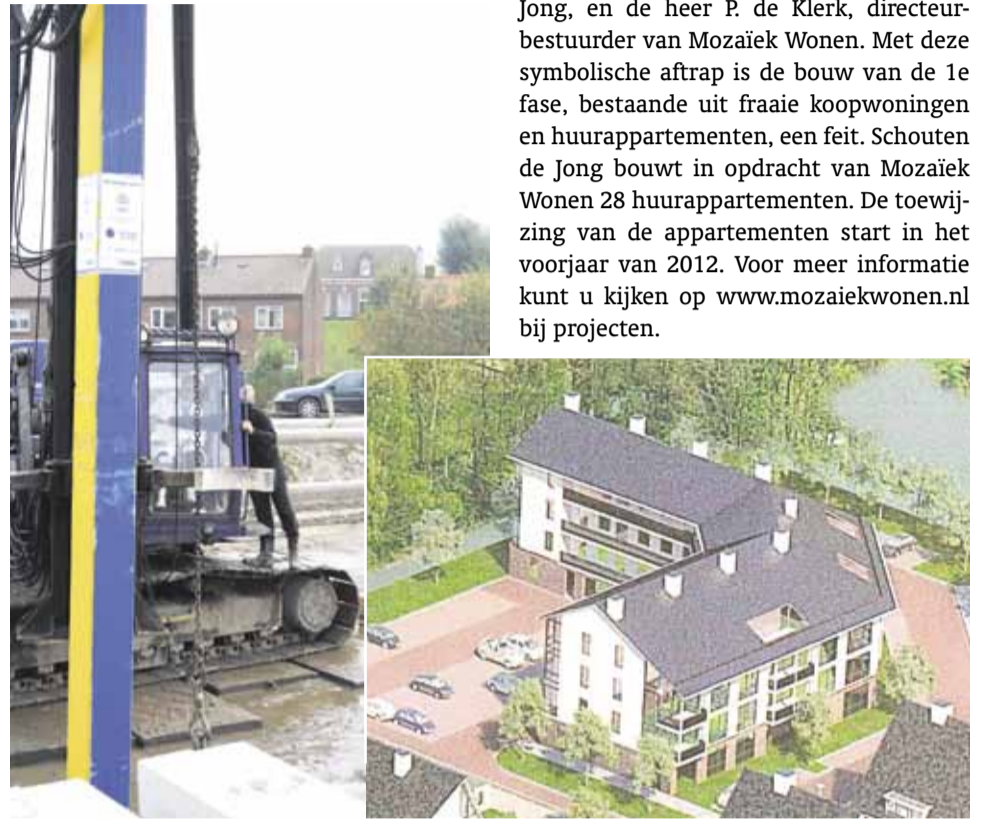 Jong, en de heer P. de Klerk, directeur-
bestuurder van Mozaïek Wonen. Met deze
symbolische aftrap is de bouw van de 1e
fase, bestaande uit fraaie koopwoningen
en huurappartementen, een feit. Schouten
de Jong bouwt in opdracht van Mozaïek
Wonen 28 huurappartementen. De toewij-
zing van de appartementen start in het
voorjaar van 2012. Voor meer informatie
kunt u kijken op www.mozaiekwonen.nl
bij projecten.